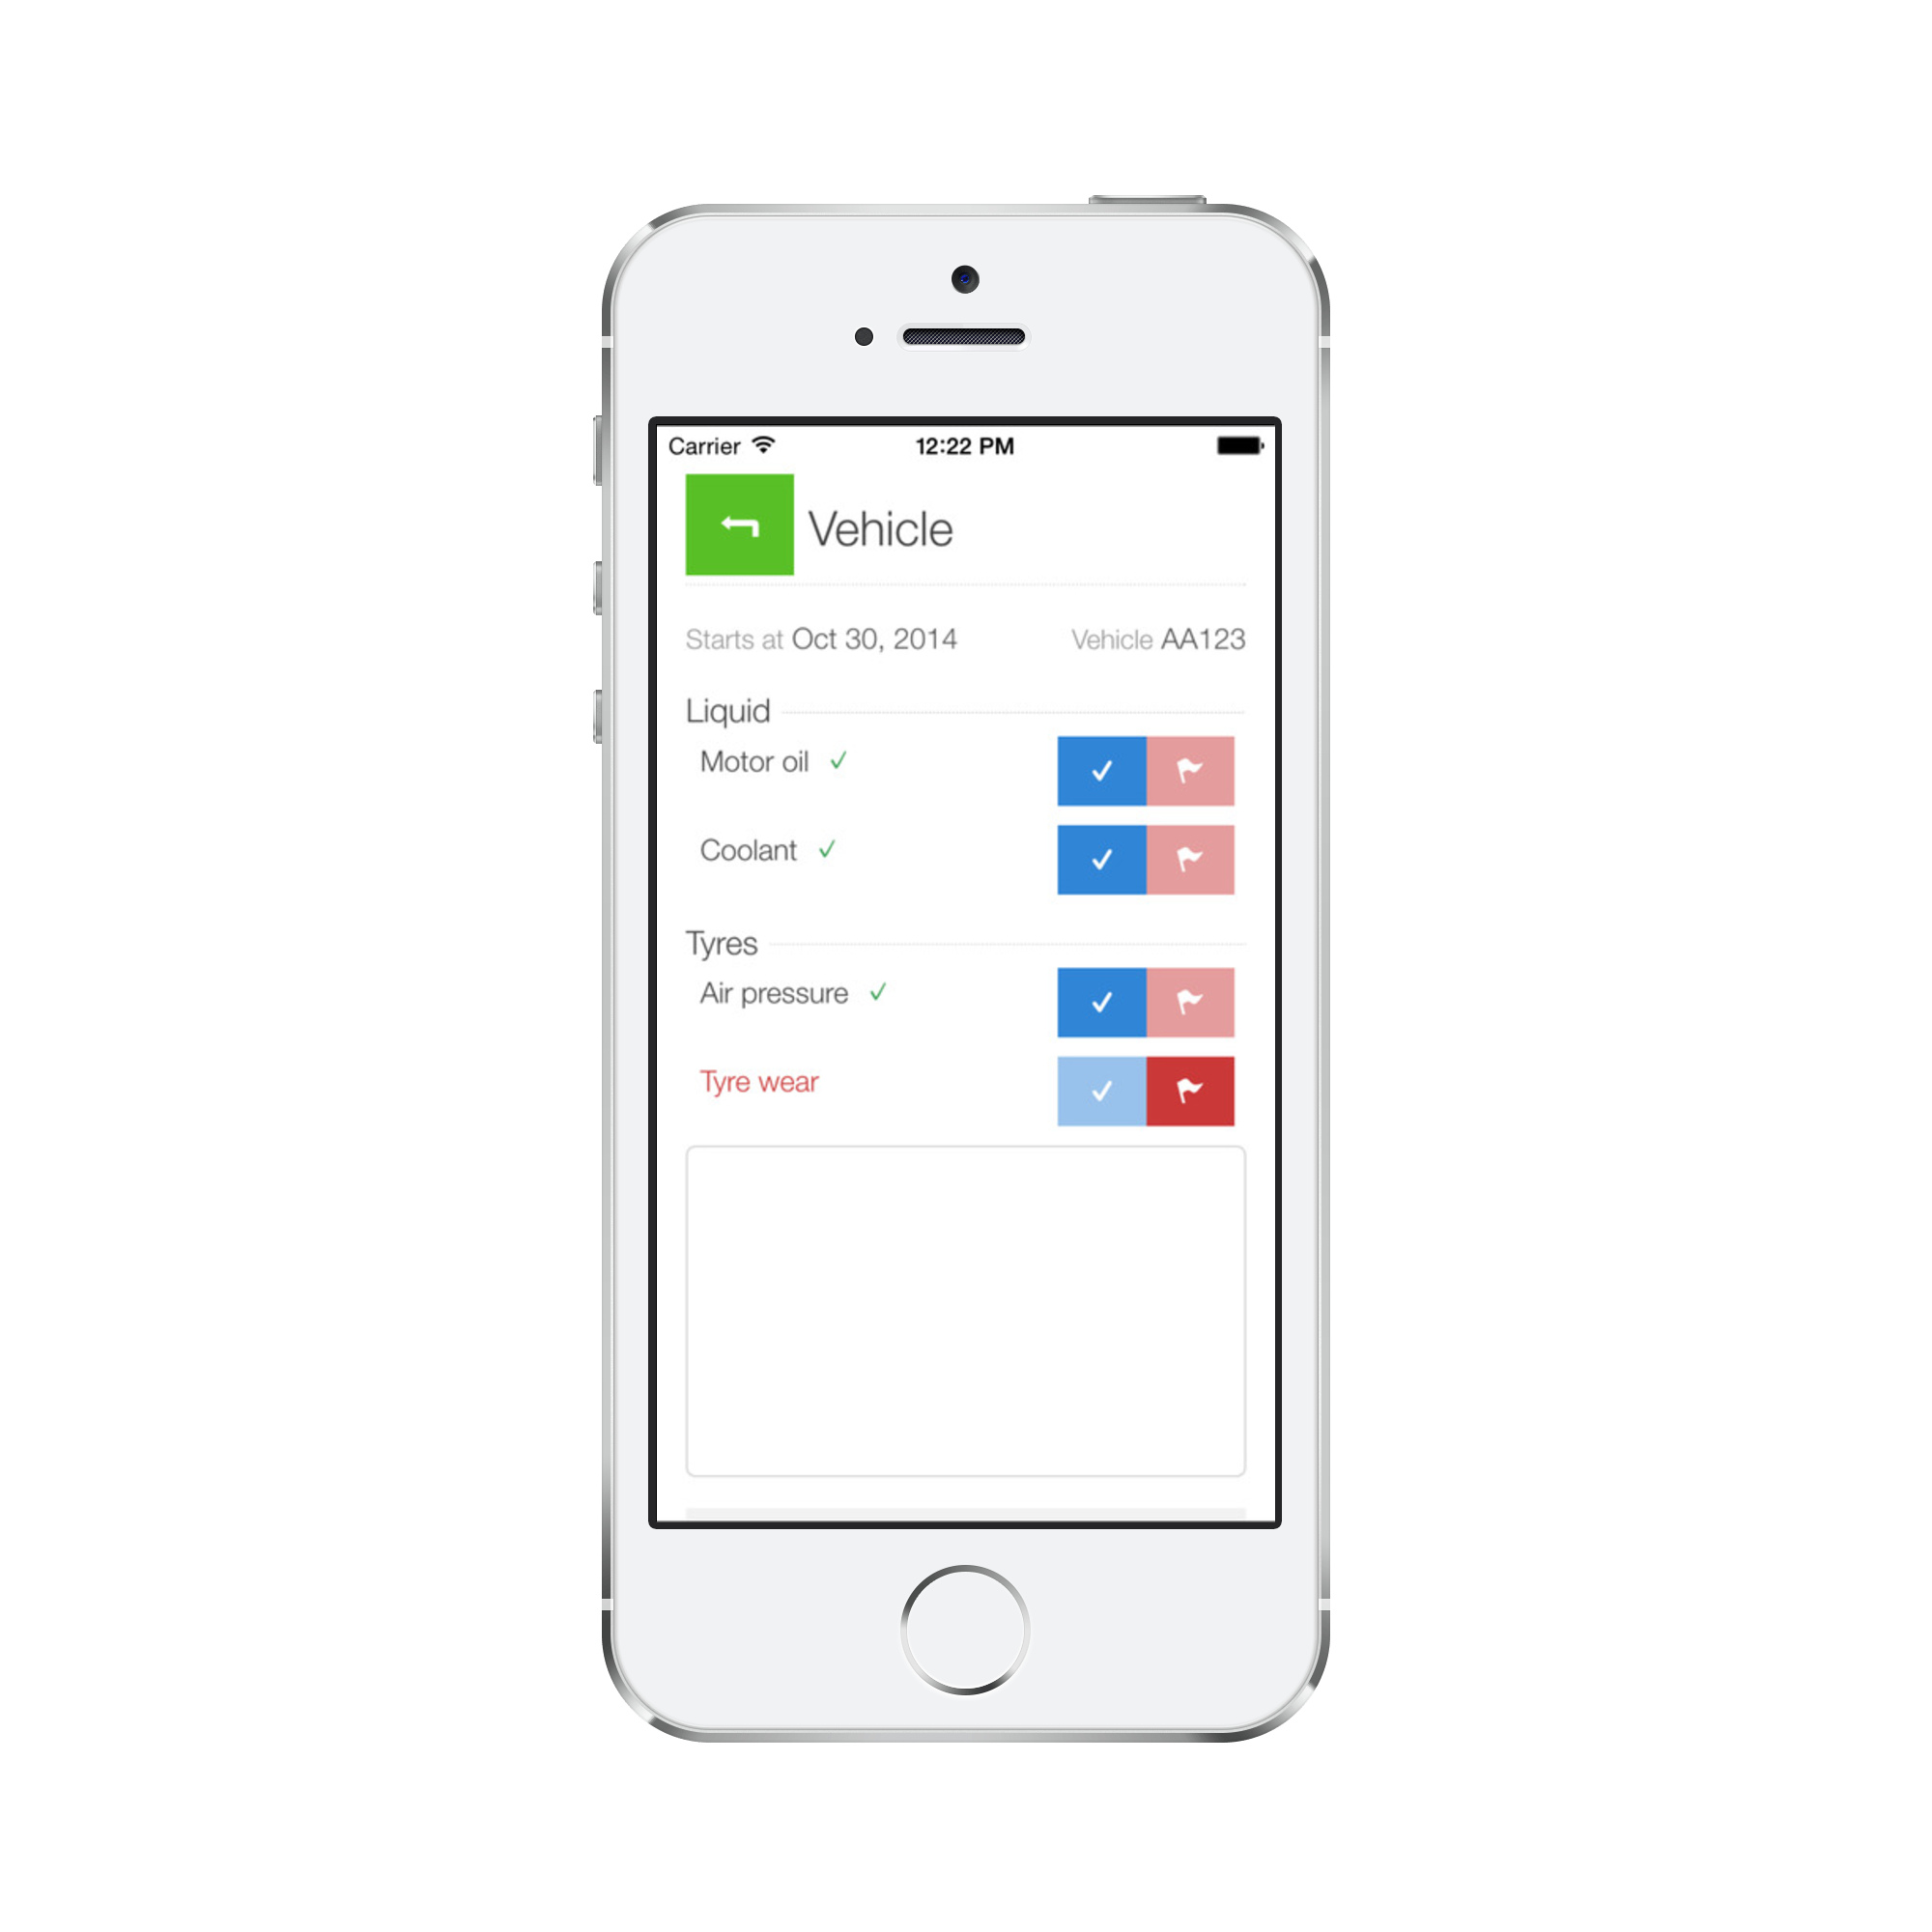 Carrier 12:22 PM
Vehicle
Starts at Oct 30, 2014 Vehicle AA123
Liquid
Motor oil ✓
Coolant ✓
Tyres
Air pressure ✓
Tyre wear